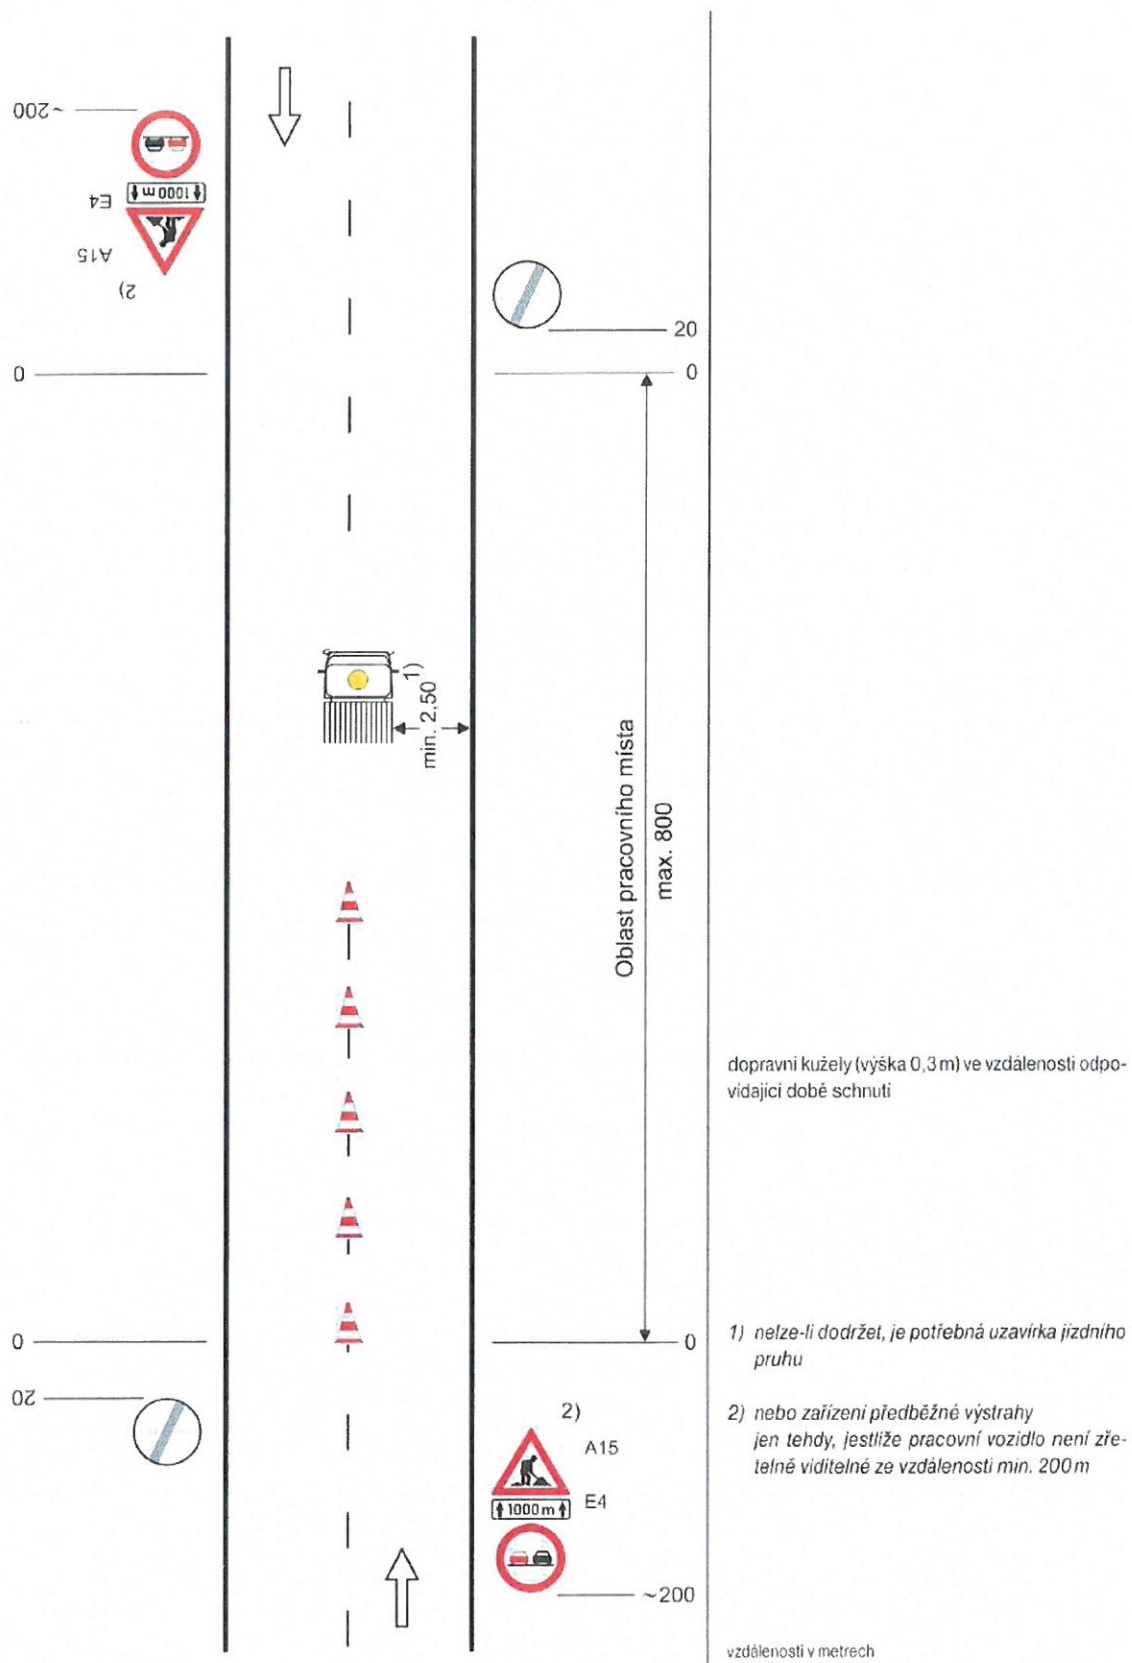 ~200
1000 m
E4
A15
2)
20
0
0
1)
min. 2,50
Oblast pracovního místa
max. 800
dopravní kužely (výška 0,3 m) ve vzdálenosti odpo-
vídající době schnutí
0
0
1) nelze-li dodržet, je potřebná uzavírka jízdního
pruhu
20
2)
A15
E4
1000 m
~200
2) nebo zařízení předběžné výstrahy
jen tehdy, jestliže pracovní vozidlo není zře-
telně viditelné ze vzdálenosti min. 200 m
vzdálenosti v metrech